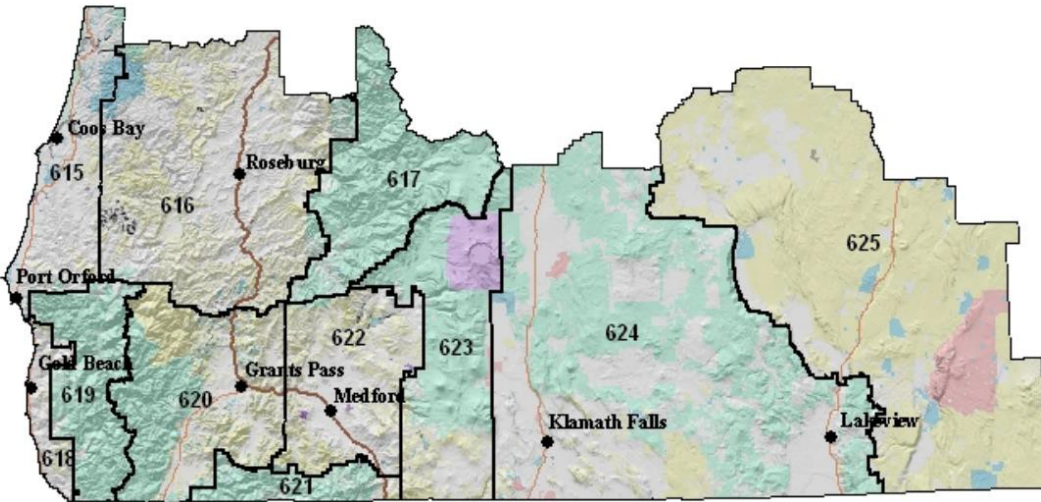 Coos Bay
615
Roseburg
617
616
625
Port Orford
622
624
623
Gold Beach
Grants Pass
619
620
Medford
Klamath Falls
Lakeview
618
621